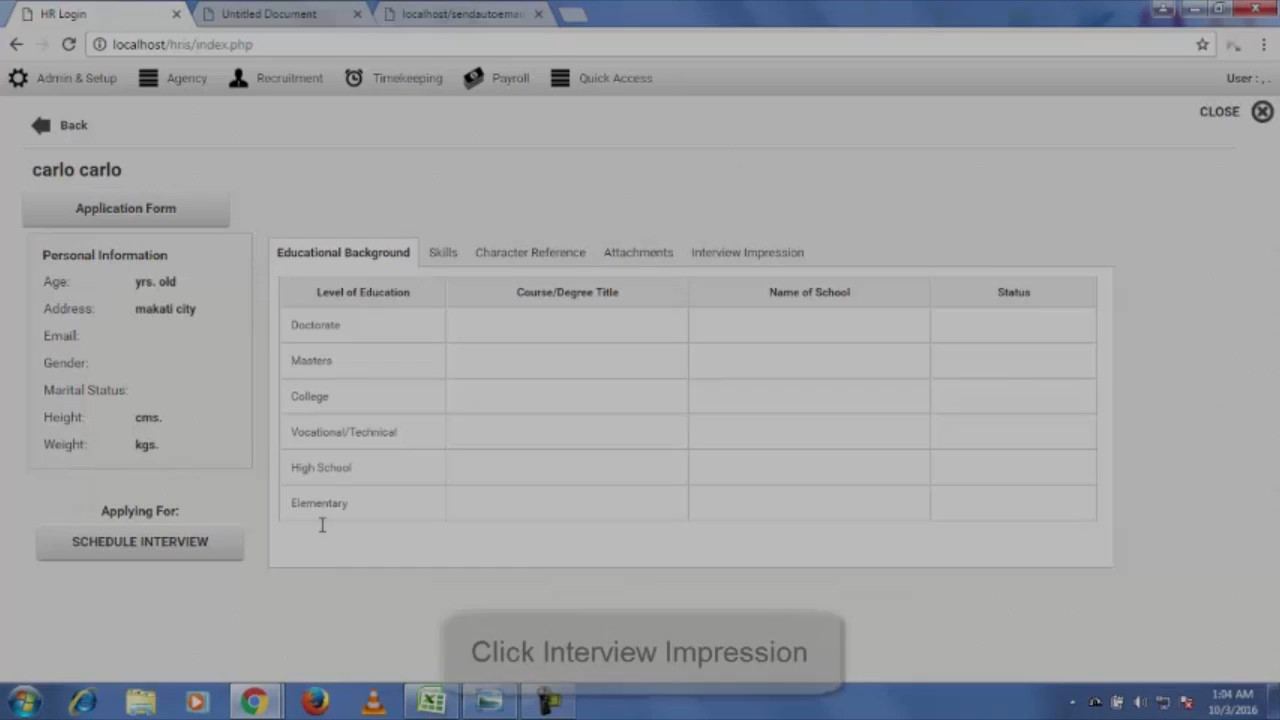 HR Login
Untitled Document
localhost/sendautoemai
localhost/hris/index.php
Admin & Setup
Agency
Recruitment
Timekeeping
Payroll
Quick Access
User : , .
Back
CLOSE
carlo carlo
Application Form
Personal Information
Age: yrs. old
Address: makati city
Email:
Gender:
Marital Status:
Height: cms.
Weight: kgs.
Applying For:
SCHEDULE INTERVIEW
Educational Background
Skills
Character Reference
Attachments
Interview Impression
Level of Education
Course/Degree Title
Name of School
Status
Doctorate
Masters
College
Vocational/Technical
High School
Elementary
Click Interview Impression
1:04 AM
10/3/2016